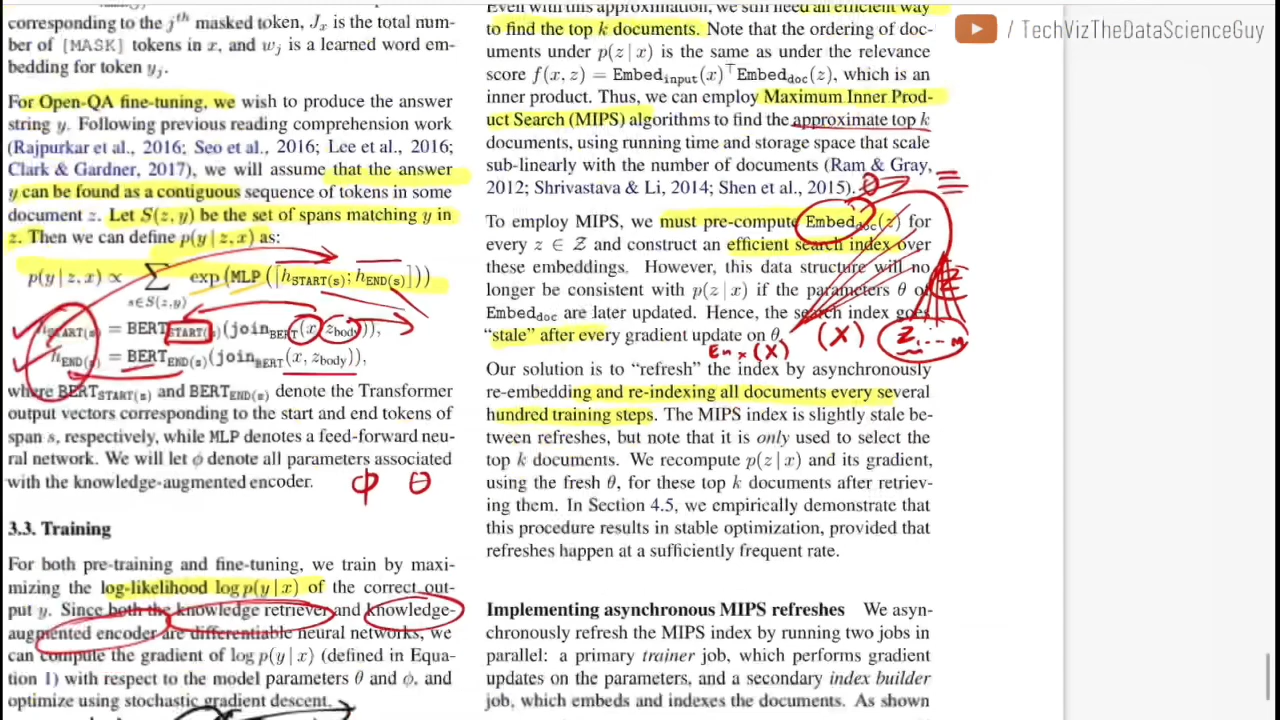 corresponding to the jth masked token, Jx is the total num-
ber of [MASK] tokens in x, and wj is a learned word em-
bedding for token yj.
For Open-QA fine-tuning, we wish to produce the answer
string y. Following previous reading comprehension work
(Rajpurkar et al., 2016; Seo et al., 2016; Lee et al., 2016;
Clark & Gardner, 2017), we will assume that the answer
y can be found as a contiguous sequence of tokens in some
document z. Let S(z, y) be the set of spans matching y in
z. Then we can define p(y | z, x) as:
p(y | z, x) ∝ ∑ exp(MLP([hSTART(s); hEND(s)]))
s∈S(z,y)
hSTART(s) = BERTSTART(s)(joinBERT(x, zbody)),
hEND(s) = BERTEND(s)(joinBERT(x, zbody)),
where BERTSTART(s) and BERTEND(s) denote the Transformer
output vectors corresponding to the start and end tokens of
span s, respectively, while MLP denotes a feed-forward neu-
ral network. We will let ϕ denote all parameters associated
with the knowledge-augmented encoder.
ϕ θ
3.3. Training
For both pre-training and fine-tuning, we train by maxi-
mizing the log-likelihood log p(y | x) of the correct out-
put y. Since both the knowledge retriever and knowledge-
augmented encoder are differentiable neural networks, we
can compute the gradient of log p(y | x) (defined in Equa-
tion 1) with respect to the model parameters θ and ϕ, and
optimize using stochastic gradient descent.
Even with this approximation, we still need an efficient way
to find the top k documents. Note that the ordering of doc-
uments under p(z | x) is the same as under the relevance
score f(x, z) = Embedinput(x)⊤Embeddoc(z), which is an
inner product. Thus, we can employ Maximum Inner Prod-
uct Search (MIPS) algorithms to find the approximate top k
documents, using running time and storage space that scale
sub-linearly with the number of documents (Ram & Gray,
2012; Shrivastava & Li, 2014; Shen et al., 2015).
To employ MIPS, we must pre-compute Embeddoc(z) for
every z ∈ Z and construct an efficient search index over
these embeddings. However, this data structure will no
longer be consistent with p(z | x) if the parameters θ of
Embeddoc are later updated. Hence, the search index goes
"stale" after every gradient update on θ.
(X)
(X)
Our solution is to "refresh" the index by asynchronously
re-embedding and re-indexing all documents every several
hundred training steps. The MIPS index is slightly stale be-
tween refreshes, but note that it is only used to select the
top k documents. We recompute p(z | x) and its gradient,
using the fresh θ, for these top k documents after retriev-
ing them. In Section 4.5, we empirically demonstrate that
this procedure results in stable optimization, provided that
refreshes happen at a sufficiently frequent rate.
Implementing asynchronous MIPS refreshes We asyn-
chronously refresh the MIPS index by running two jobs in
parallel: a primary trainer job, which performs gradient
updates on the parameters, and a secondary index builder
job, which embeds and indexes the documents. As shown
/ TechVizTheDataScienceGuy